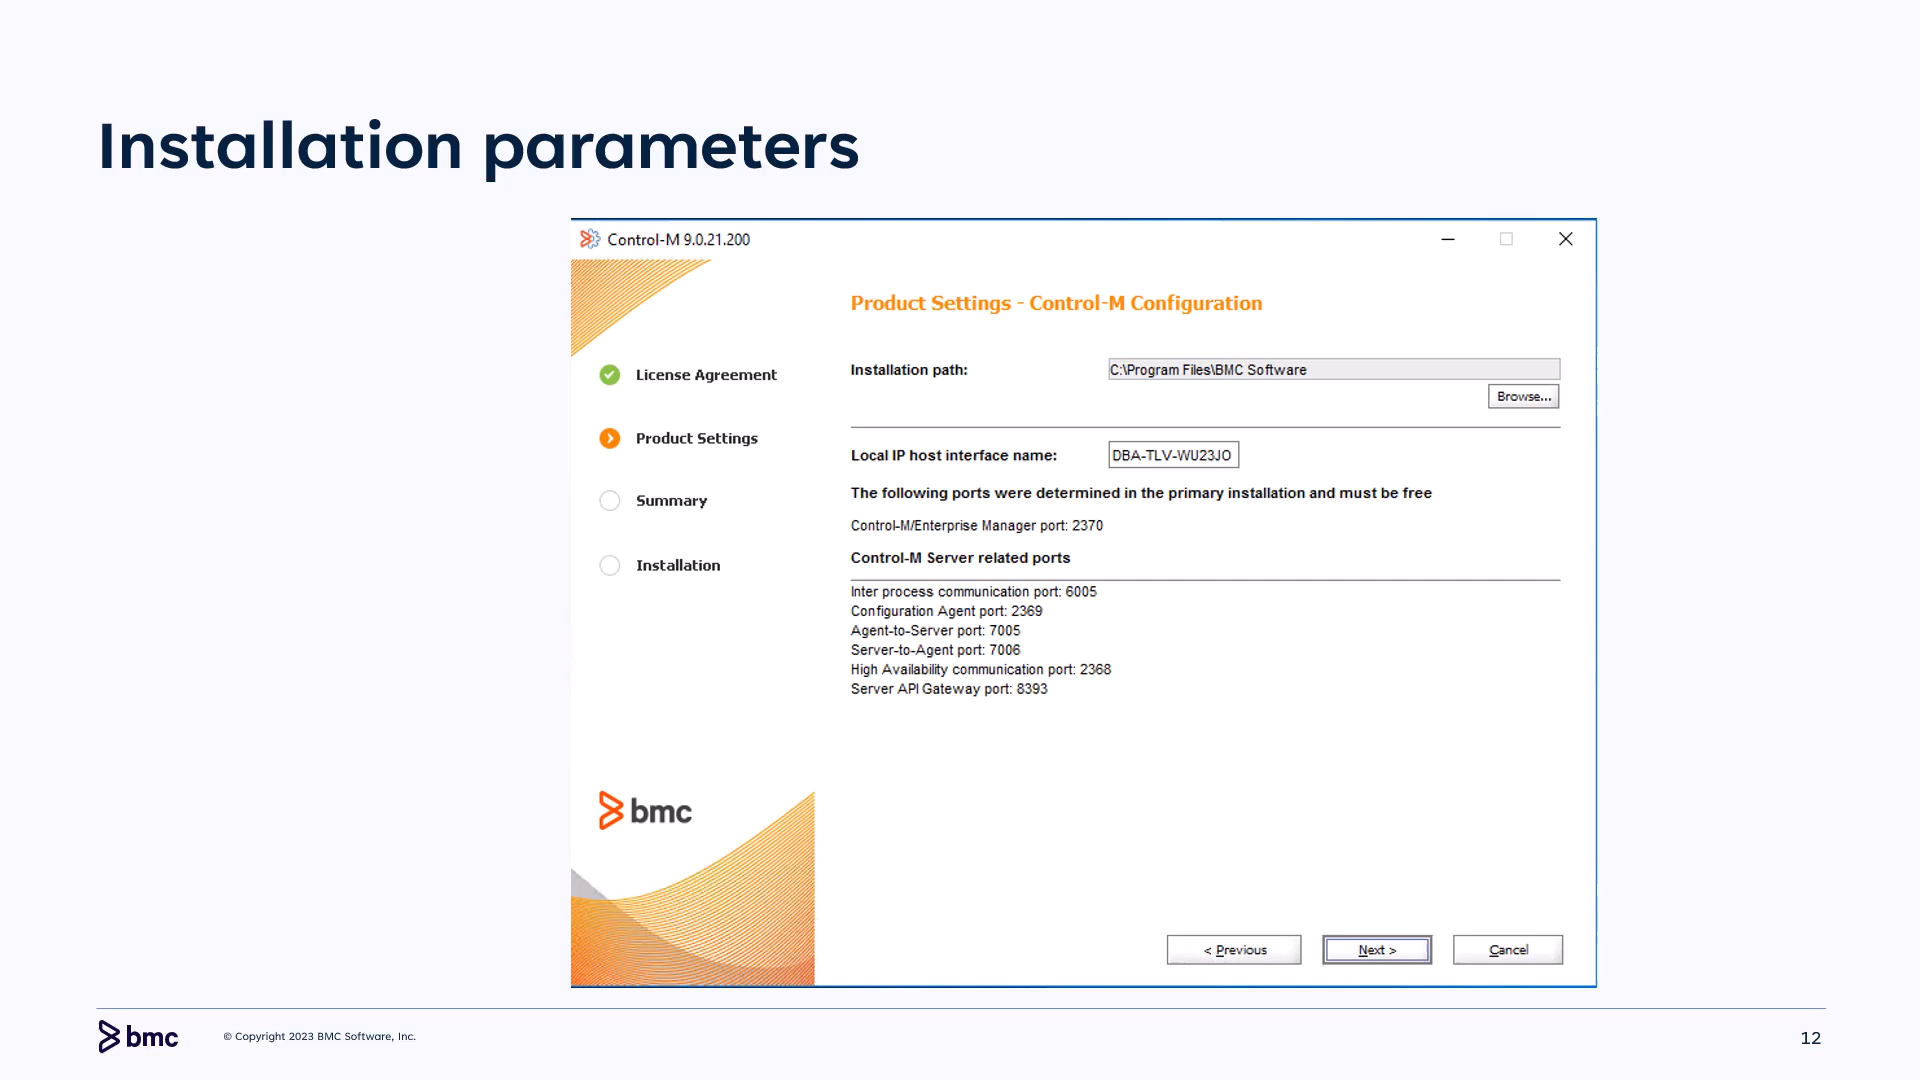 Installation parameters
Control-M 9.0.21.200
Product Settings - Control-M Configuration
License Agreement
Product Settings
Summary
Installation
Installation path: C:\Program Files\BMC Software
Browse...
Local IP host interface name: DBA-TLV-WU23JO
The following ports were determined in the primary installation and must be free
Control-M/Enterprise Manager port: 2370
Control-M Server related ports
Inter process communication port: 6005
Configuration Agent port: 2369
Agent-to-Server port: 7005
Server-to-Agent port: 7006
High Availability communication port: 2368
Server API Gateway port: 8393
bmc
< Previous Next > Cancel
bmc © Copyright 2023 BMC Software, Inc. 12